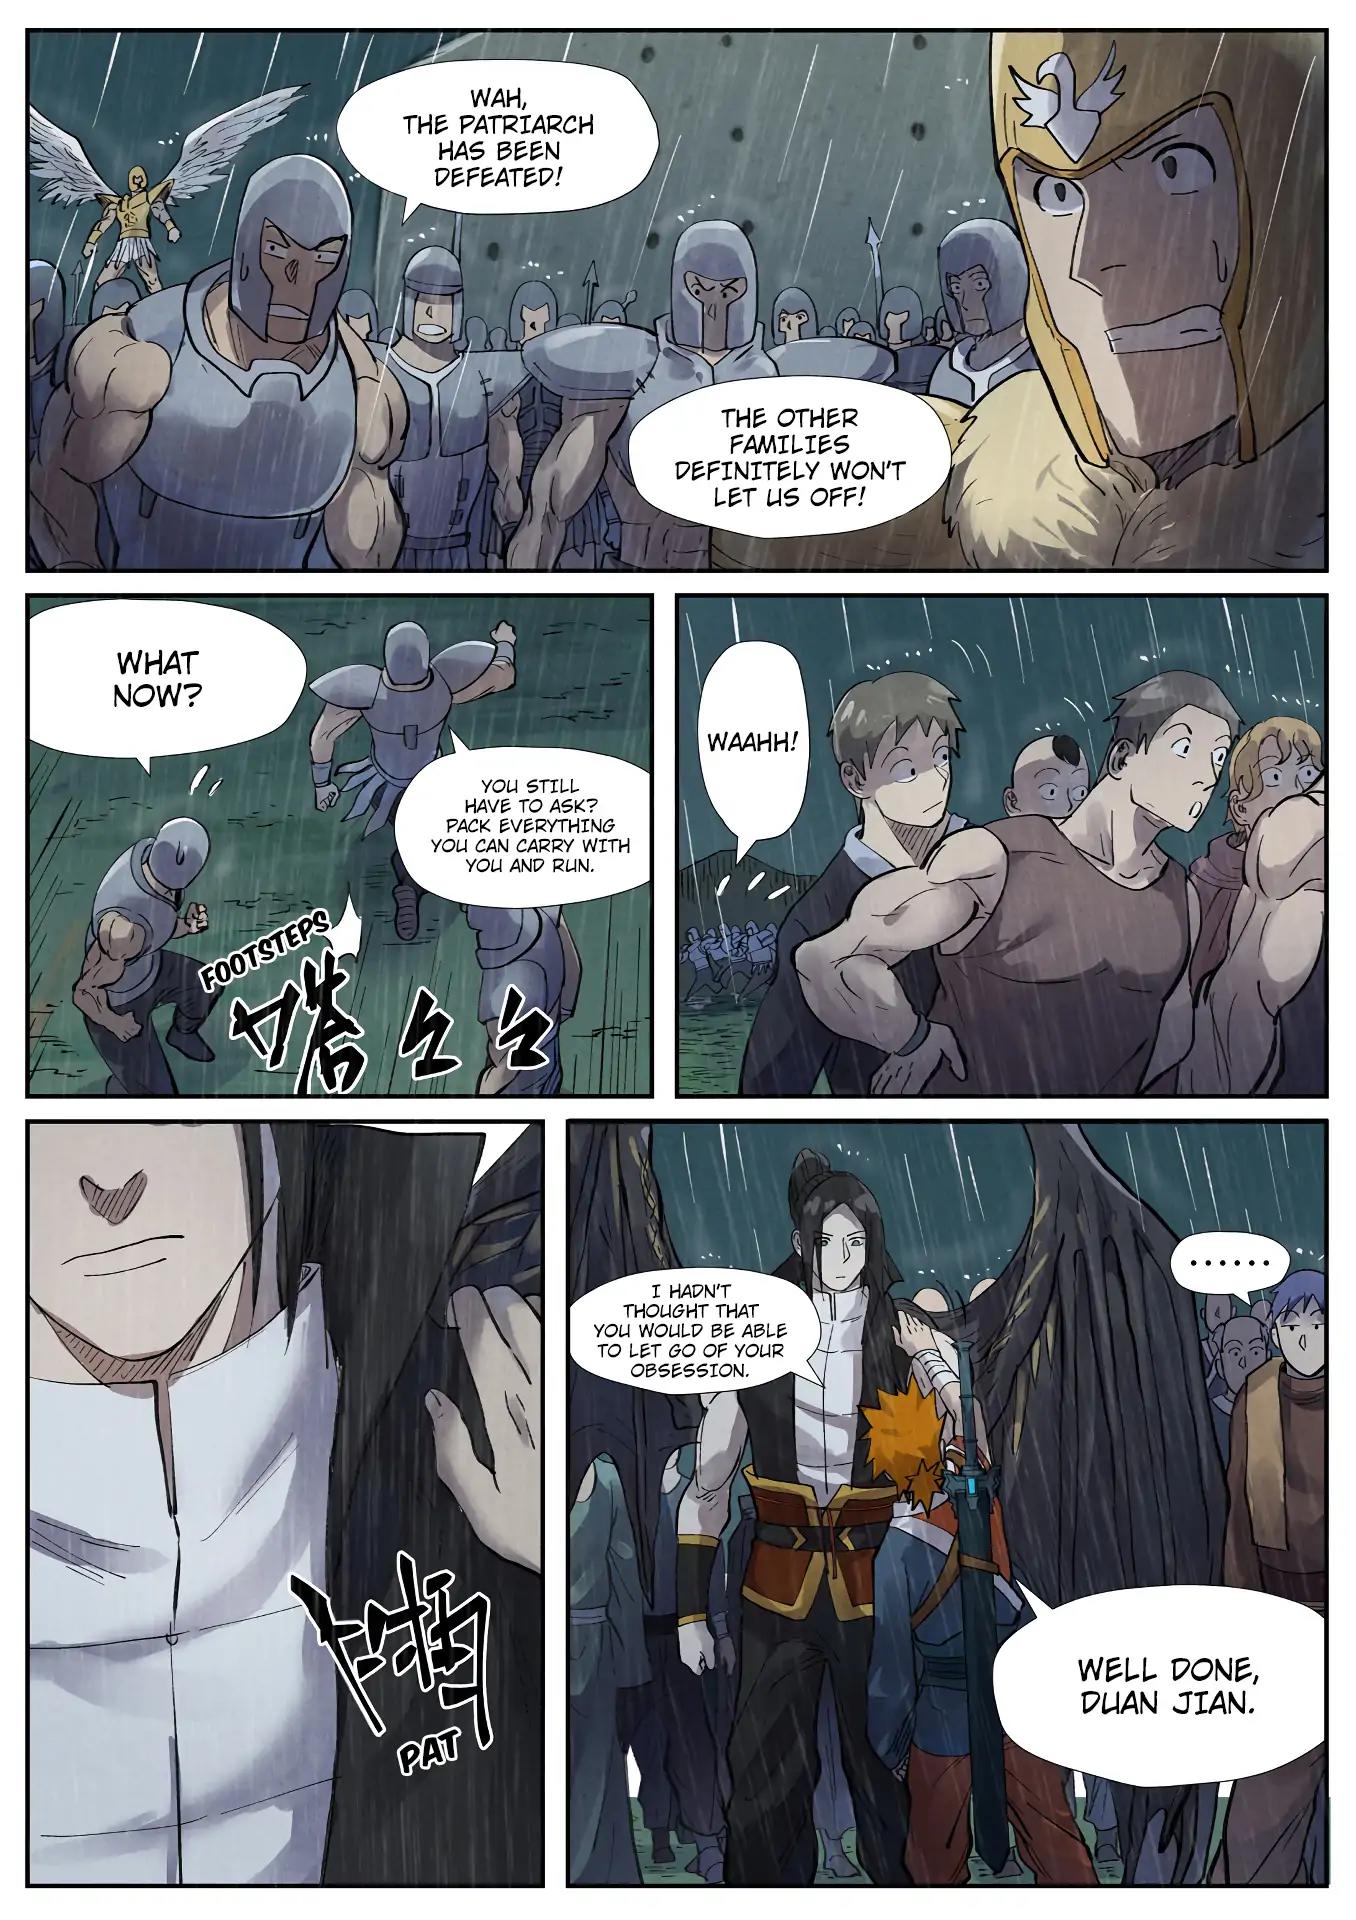 WAH,
THE PATRIARCH
HAS BEEN
DEFEATED!
THE OTHER
FAMILIES
DEFINITELY WON'T
LET US OFF!
WHAT
NOW?
YOU STILL
HAVE TO ASK?
PACK EVERYTHING
YOU CAN CARRY WITH
YOU AND RUN.
FOOTSTEPS
嗒
WAAHH!
PAT
I HADN'T
THOUGHT THAT
YOU WOULD BE ABLE
TO LET GO OF YOUR
OBSESSION.
......
WELL DONE,
DUAN JIAN.